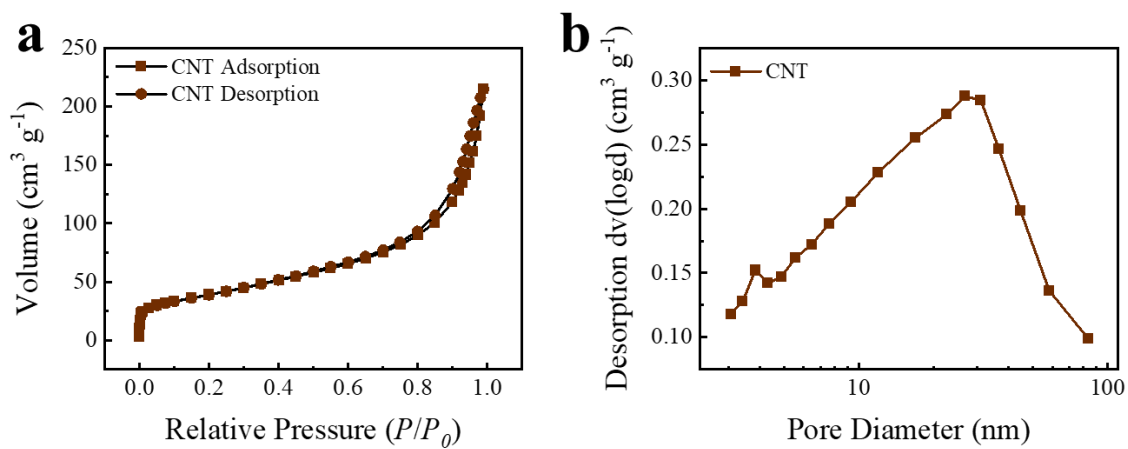 a
250
200
150
100
50
0
Volume (cm³ g⁻¹)
CNT Adsorption
CNT Desorption
0.0 0.2 0.4 0.6 0.8 1.0
Relative Pressure (P/P₀)
b
0.30
0.25
0.20
0.15
0.10
Desorption dv(logd) (cm³ g⁻¹)
CNT
10 100
Pore Diameter (nm)